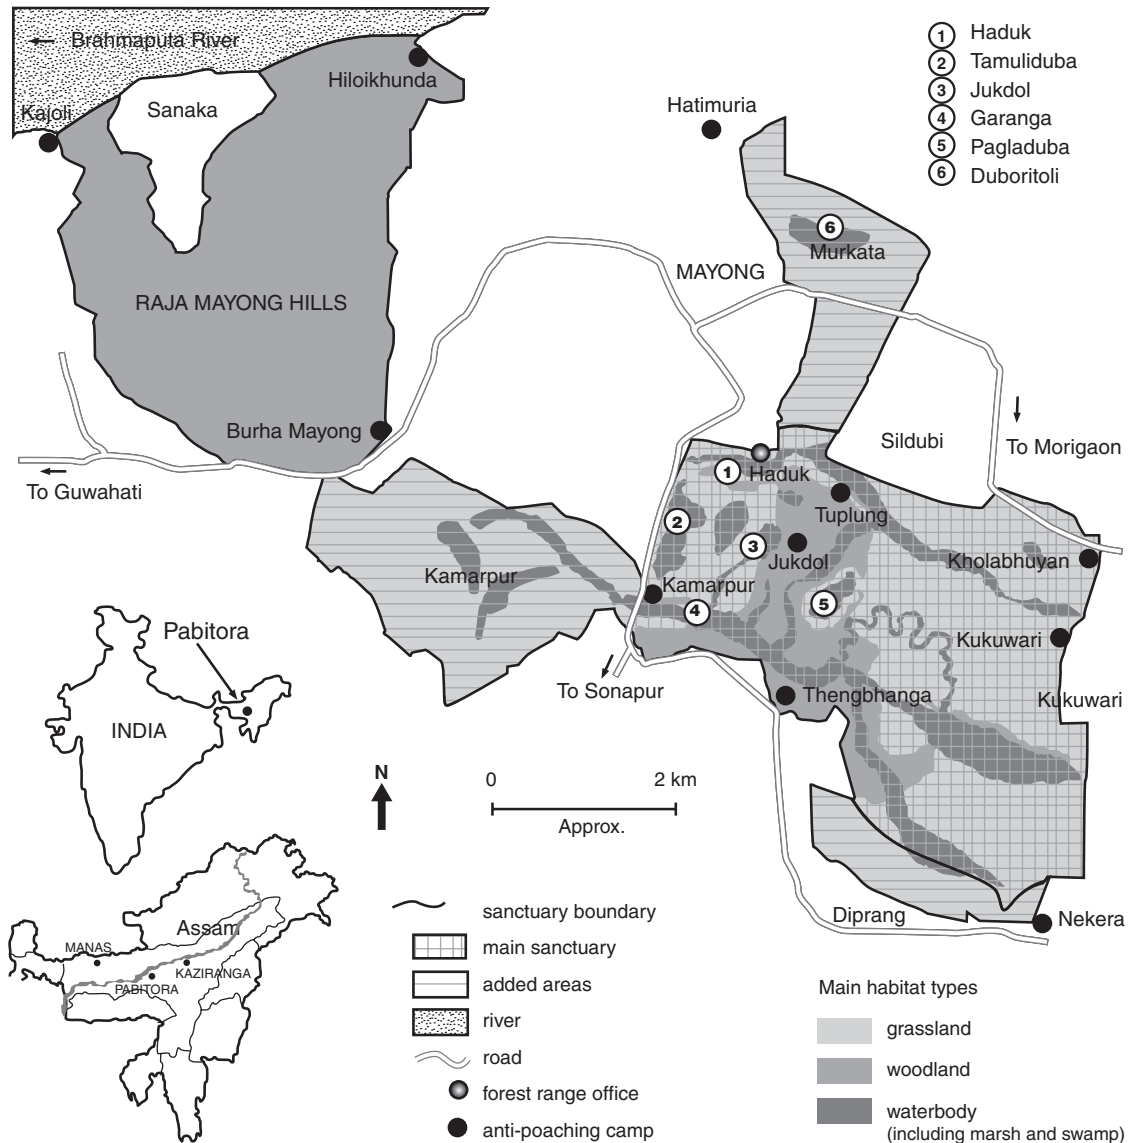 Brahmaputa River
Hiloikhunda
Kajoli
Sanaka
Hatimuria
1 Haduk
2 Tamuliduba
3 Jukdol
4 Garanga
5 Pagladuba
6 Duboritoli
6
Murkata
MAYONG
RAJA MAYONG HILLS
Burha Mayong
To Guwahati
Sildubi
To Morigaon
1
Haduk
2
Tuplung
3
Jukdol
Kholabhuyan
Kamarpur
Kamarpur
4
5
Kukuwari
Kukuwari
To Sonapur
Thengbhanga
Pabitora
INDIA
N
0
2 km
Approx.
Diprang
Nekera
Assam
MANAS
KAZIRANGA
PABITORA
sanctuary boundary
main sanctuary
added areas
river
road
forest range office
anti-poaching camp
Main habitat types
grassland
woodland
waterbody
(including marsh and swamp)